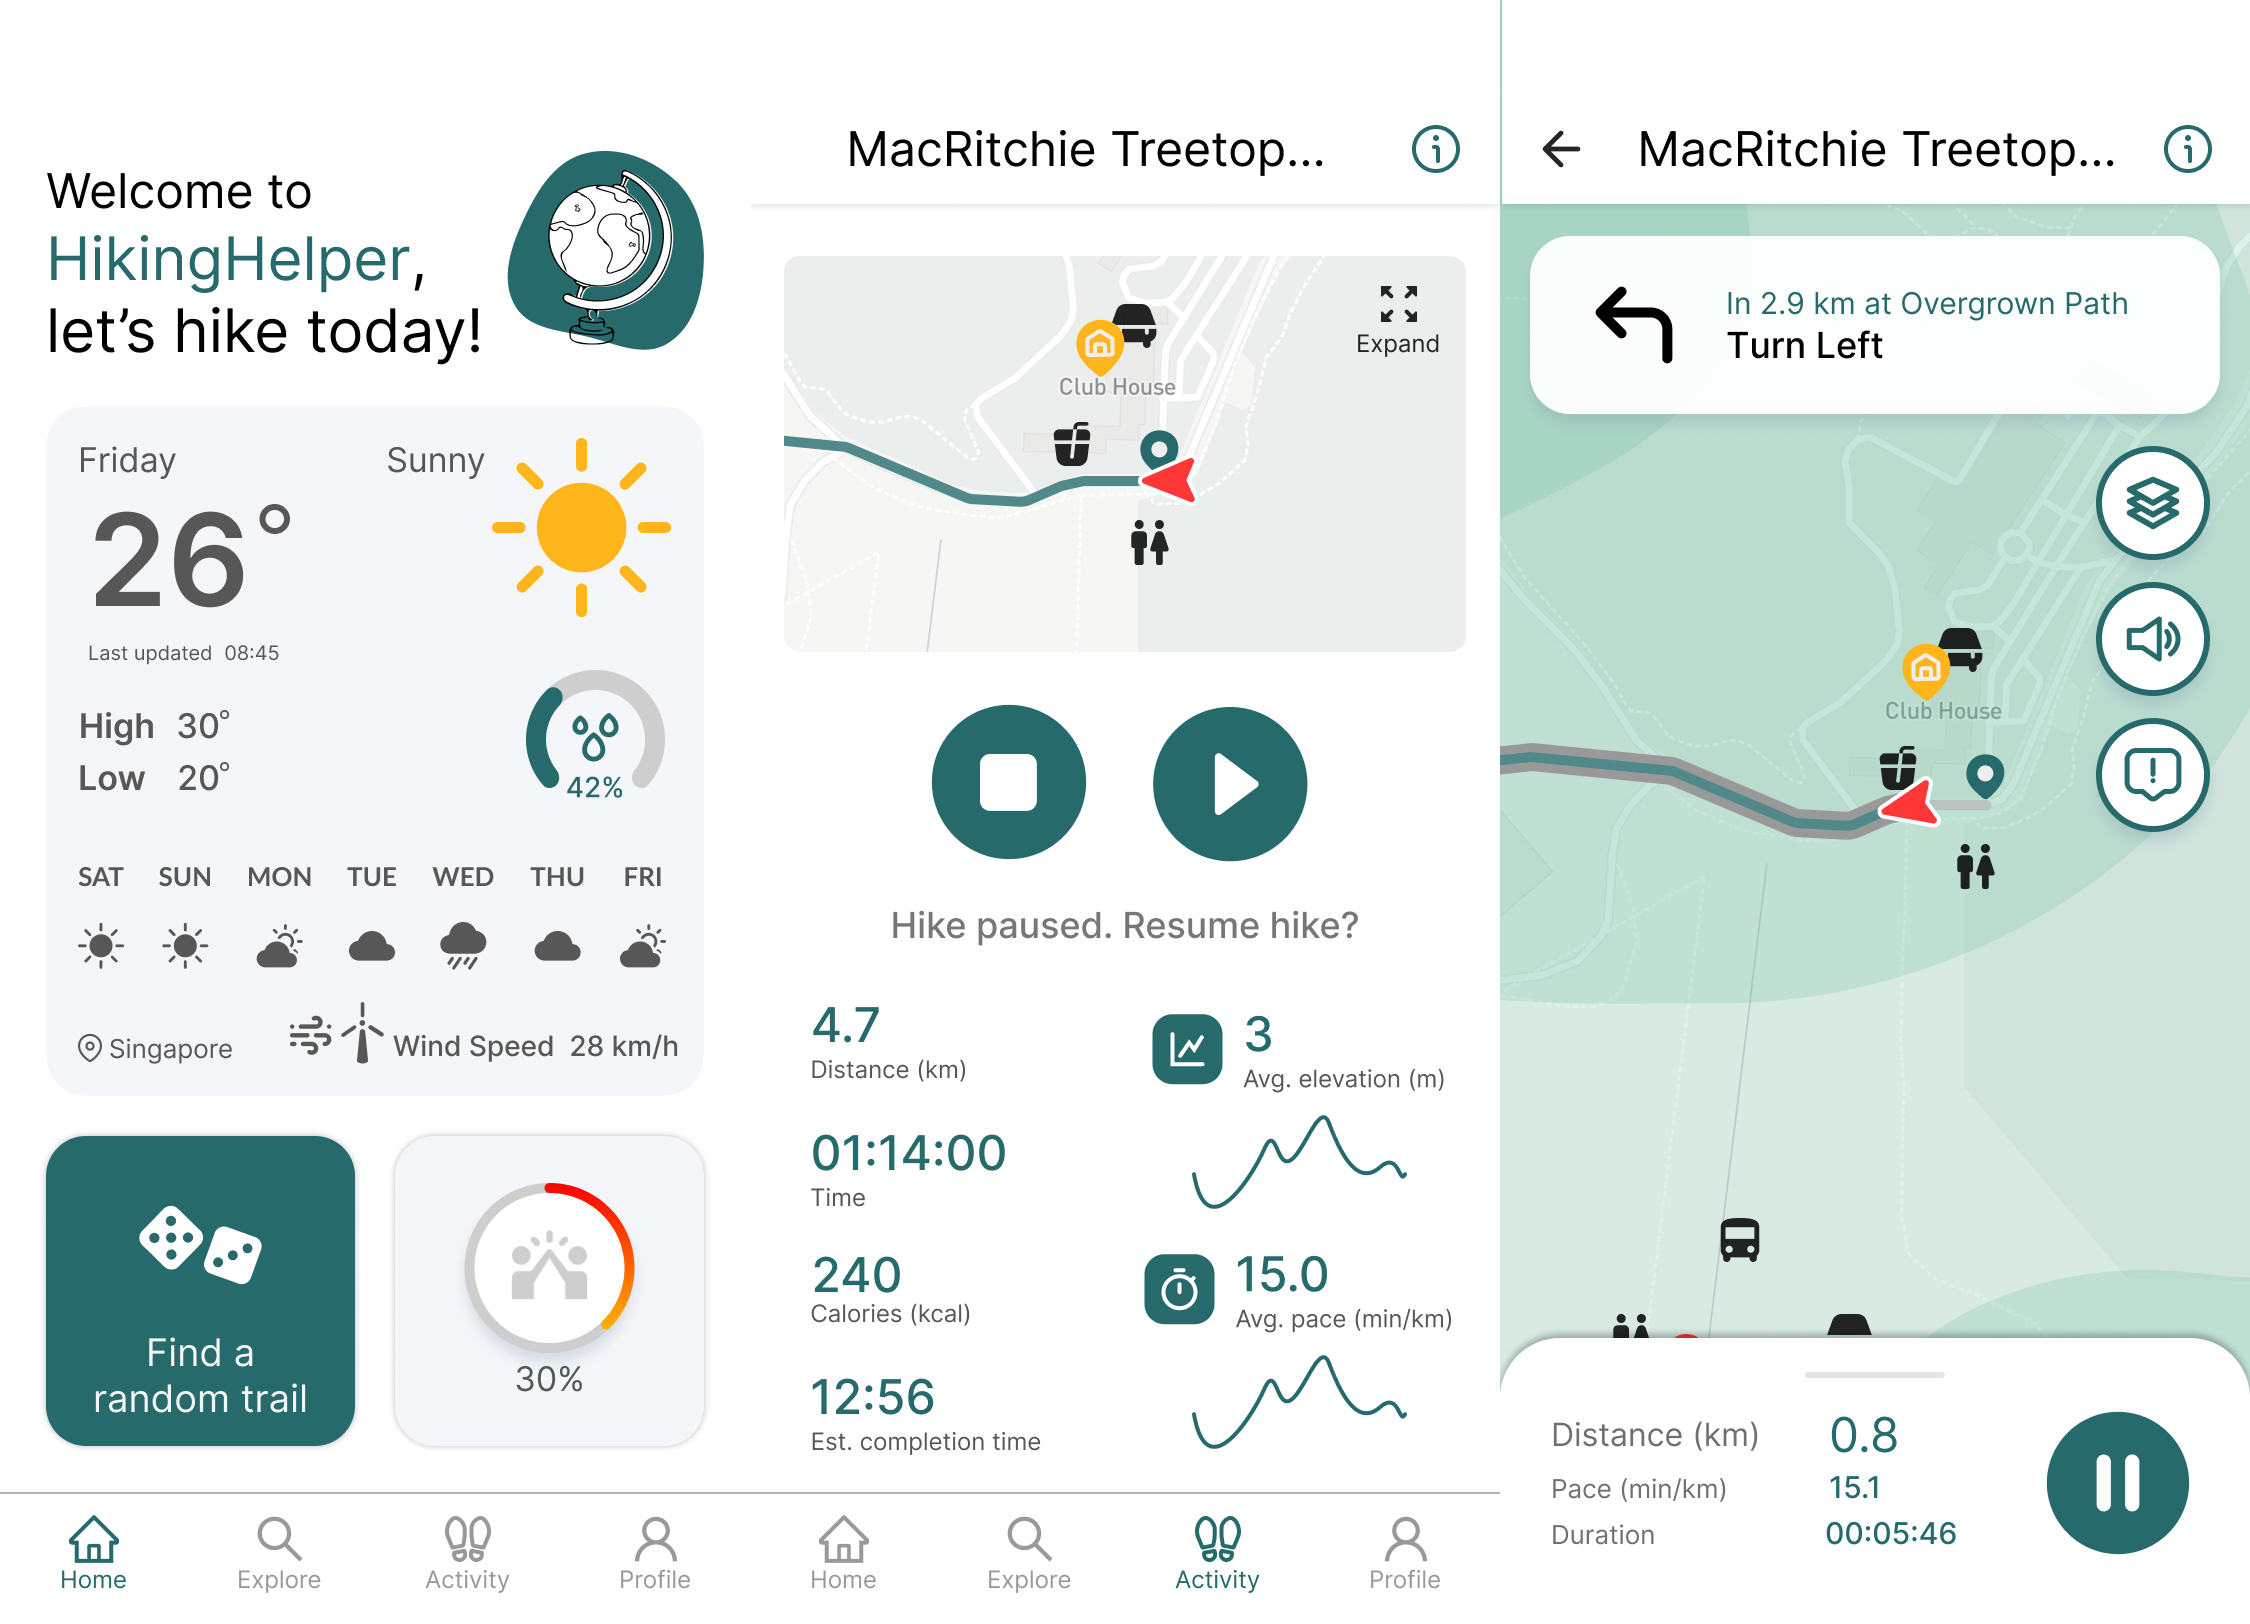 Welcome to
HikingHelper,
let’s hike today!
Friday
Sunny
26°
Last updated 08:45
High 30°
Low 20°
42%
SAT SUN MON TUE WED THU FRI
Singapore
Wind Speed 28 km/h
Find a
random trail
30%
Home Explore Activity Profile
MacRitchie Treetop...
Expand
Club House
Hike paused. Resume hike?
4.7
Distance (km)
3
Avg. elevation (m)
01:14:00
Time
240
Calories (kcal)
15.0
Avg. pace (min/km)
12:56
Est. completion time
Home Explore Activity Profile
MacRitchie Treetop...
In 2.9 km at Overgrown Path
Turn Left
Club House
Distance (km) 0.8
Pace (min/km) 15.1
Duration 00:05:46